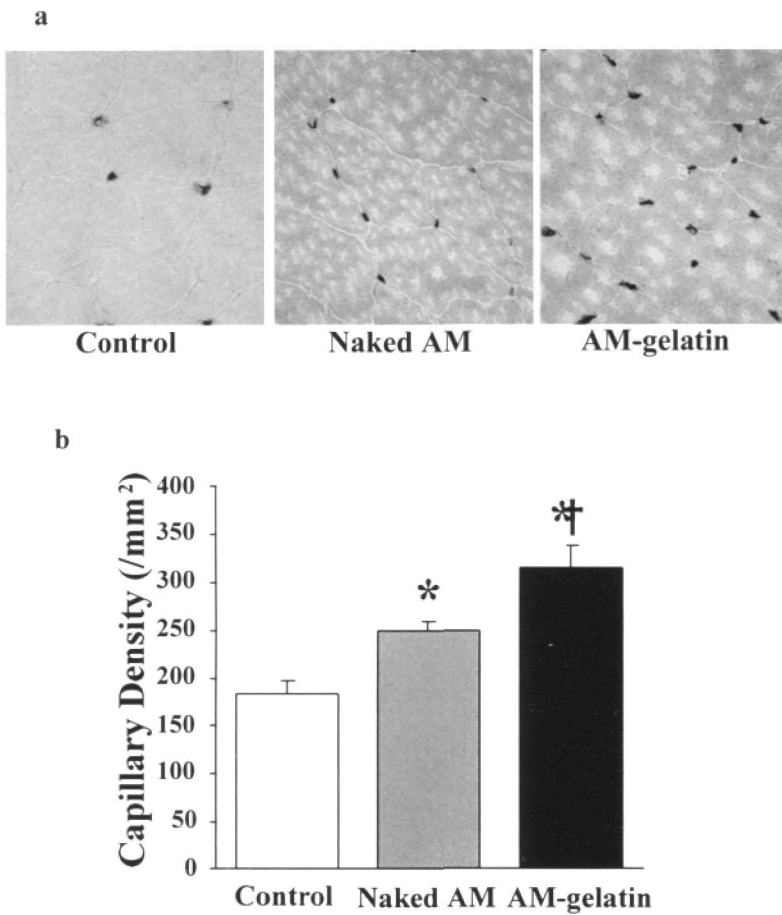 a
Control Naked AM AM-gelatin
b
Capillary Density (/mm²)
400
350
300
250
200
150
100
50
0
*
*†
Control Naked AM AM-gelatin